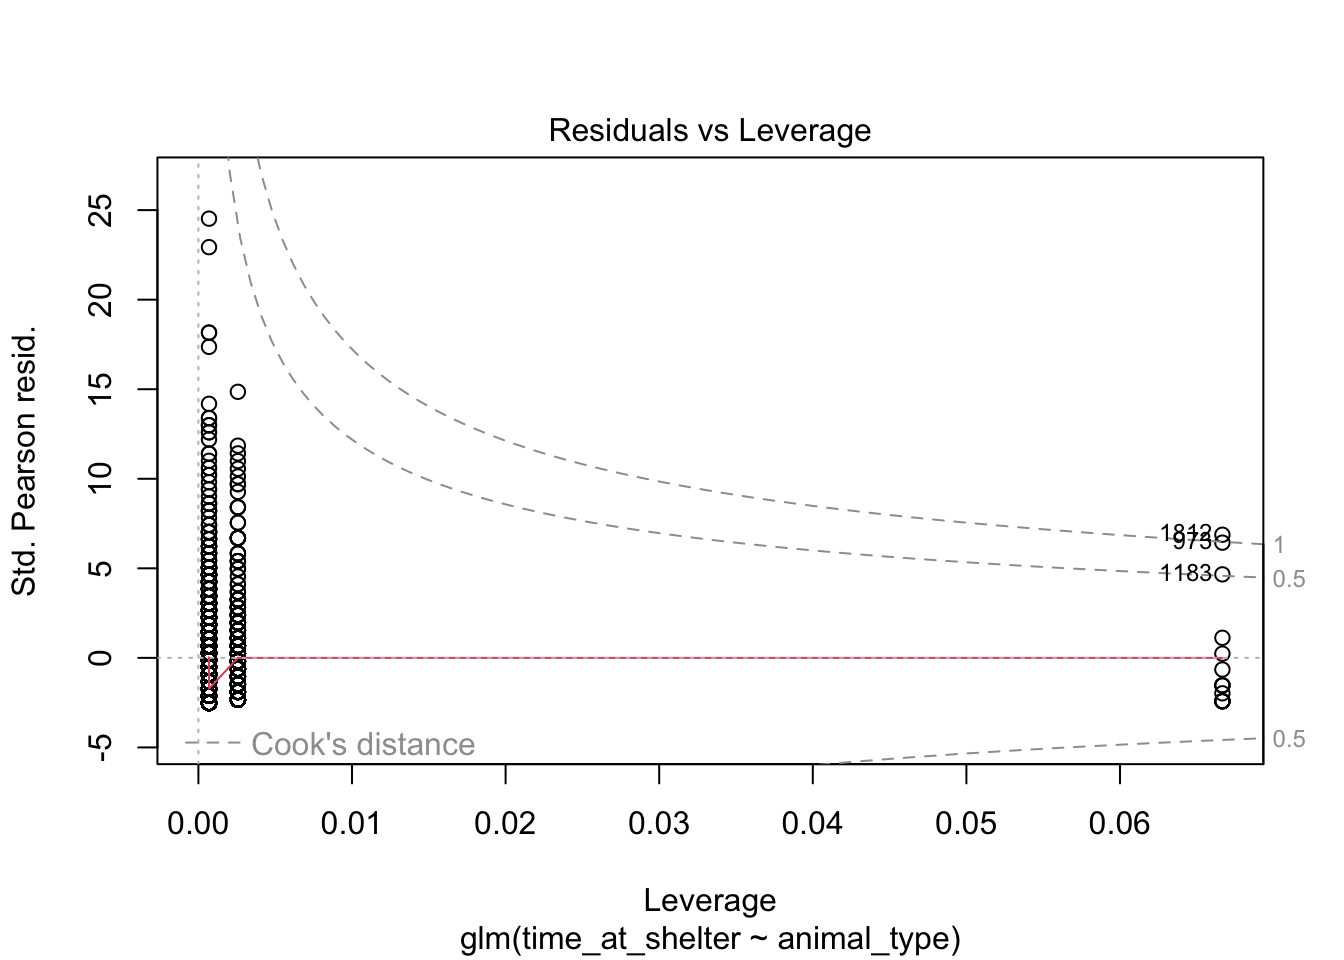 Residuals vs Leverage
Std. Pearson resid.
25
20
15
10
5
0
-5
1812
973
1183
1
0.5
0.5
Cook's distance
0.00 0.01 0.02 0.03 0.04 0.05 0.06
Leverage
glm(time_at_shelter ~ animal_type)